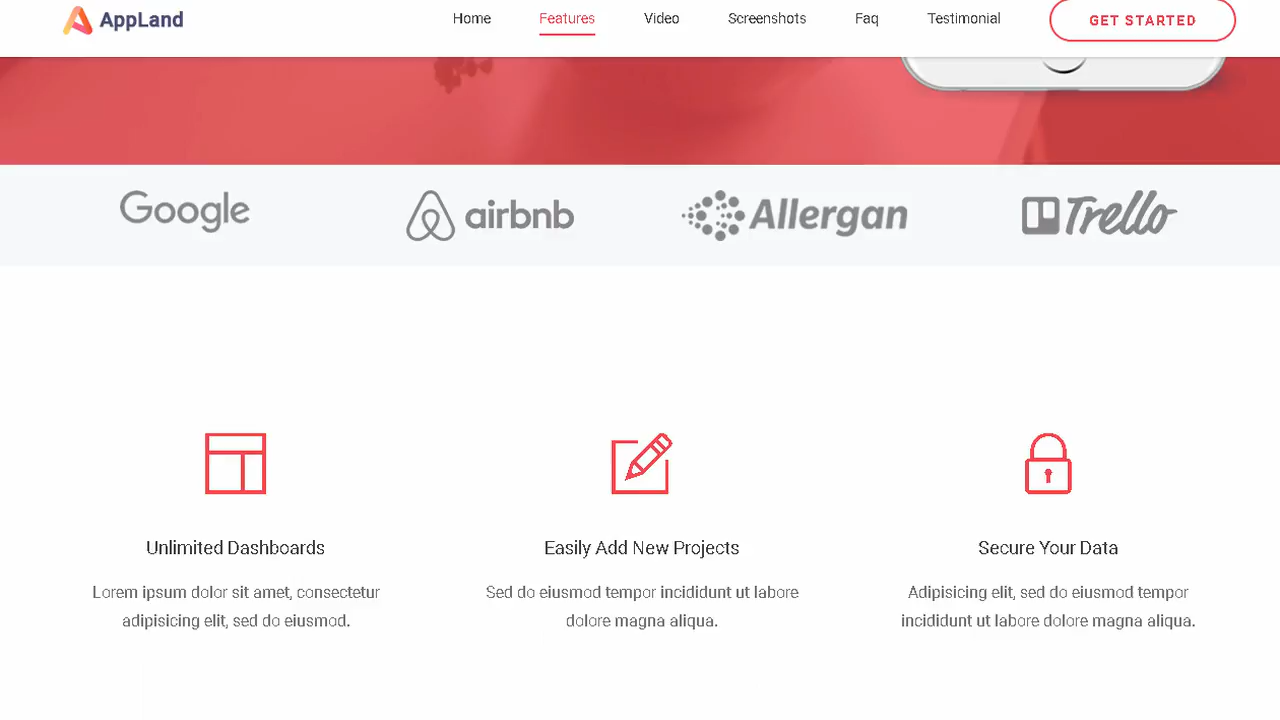 AppLand
Home Features Video Screenshots Faq Testimonial GET STARTED
Google airbnb Allergan Trello
Unlimited Dashboards
Lorem ipsum dolor sit amet, consectetur
adipisicing elit, sed do eiusmod.
Easily Add New Projects
Sed do eiusmod tempor incididunt ut labore
dolore magna aliqua.
Secure Your Data
Adipisicing elit, sed do eiusmod tempor
incididunt ut labore dolore magna aliqua.